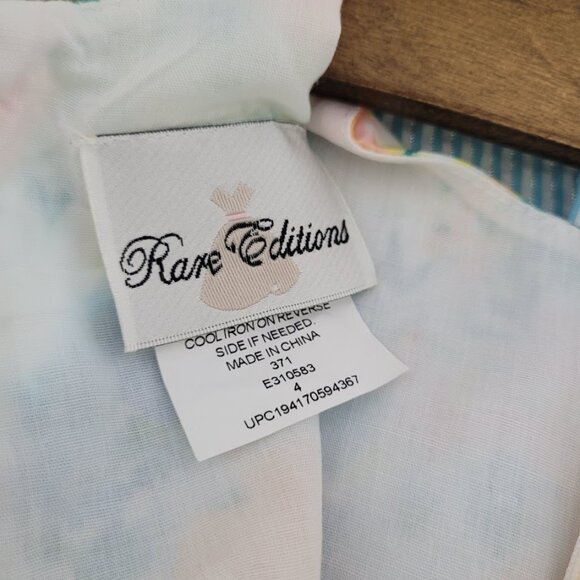 Rare Editions
COOL IRON ON REVERSE
SIDE IF NEEDED.
MADE IN CHINA
371
E310583
4
UPC194170594367